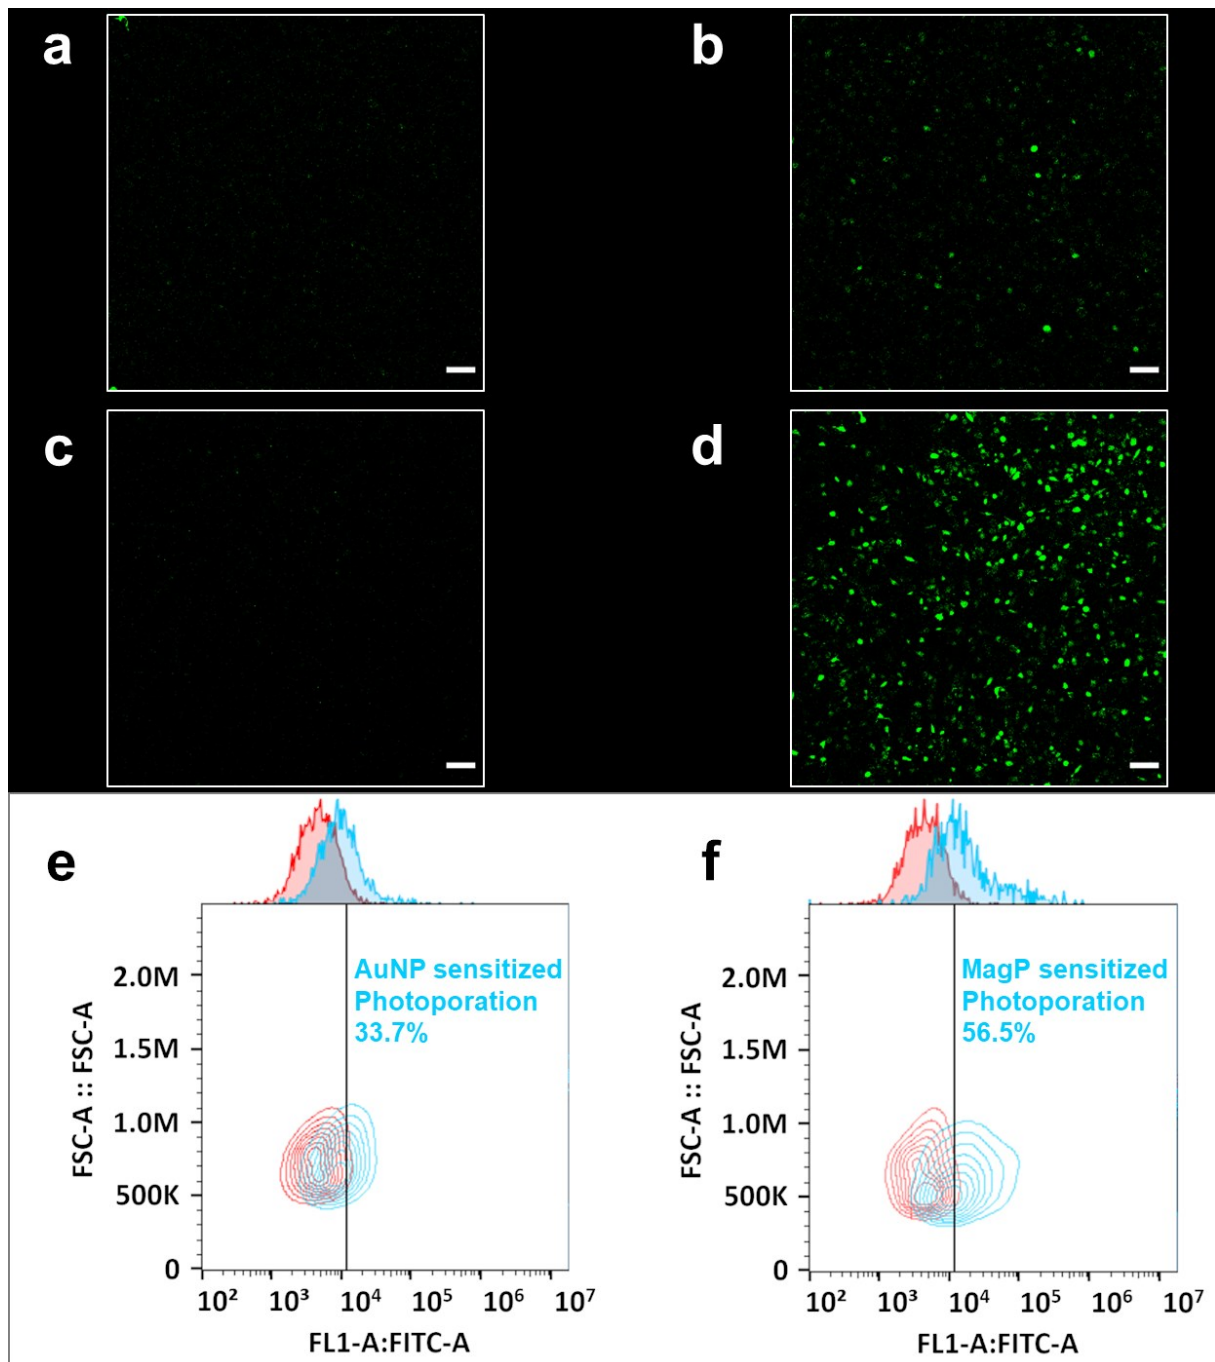 a
b
c
d
e
f
AuNP sensitized
Photoporation
33.7%
2.0M
1.5M
1.0M
500K
0
FSC-A :: FSC-A
10² 10³ 10⁴ 10⁵ 10⁶ 10⁷
FL1-A:FITC-A
MagP sensitized
Photoporation
56.5%
2.0M
1.5M
1.0M
500K
0
FSC-A :: FSC-A
10² 10³ 10⁴ 10⁵ 10⁶ 10⁷
FL1-A:FITC-A